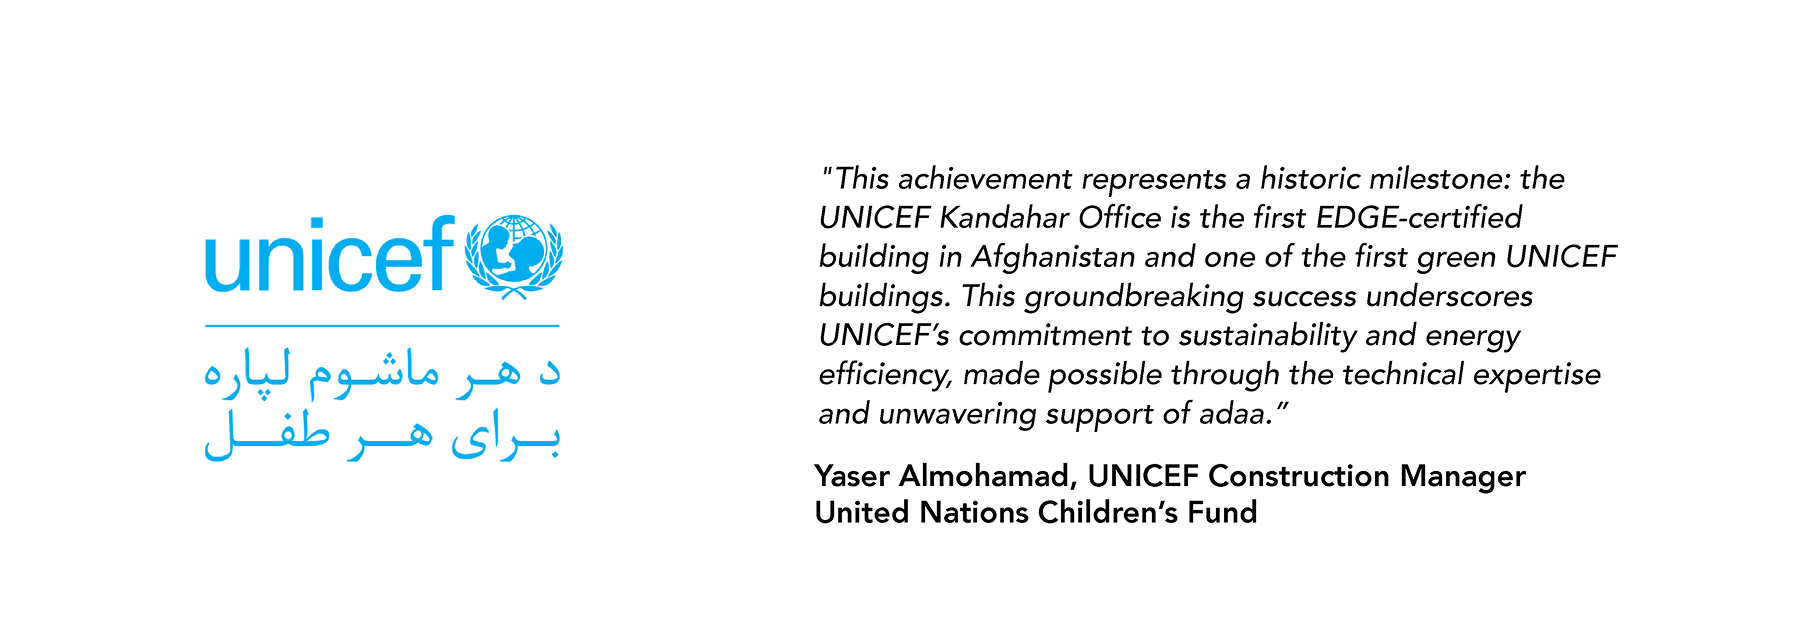 unicef
د هر ماشوم لپاره
برای هر طفل
"This achievement represents a historic milestone: the
UNICEF Kandahar Office is the first EDGE-certified
building in Afghanistan and one of the first green UNICEF
buildings. This groundbreaking success underscores
UNICEF’s commitment to sustainability and energy
efficiency, made possible through the technical expertise
and unwavering support of adaa.”
Yaser Almohamad, UNICEF Construction Manager
United Nations Children’s Fund